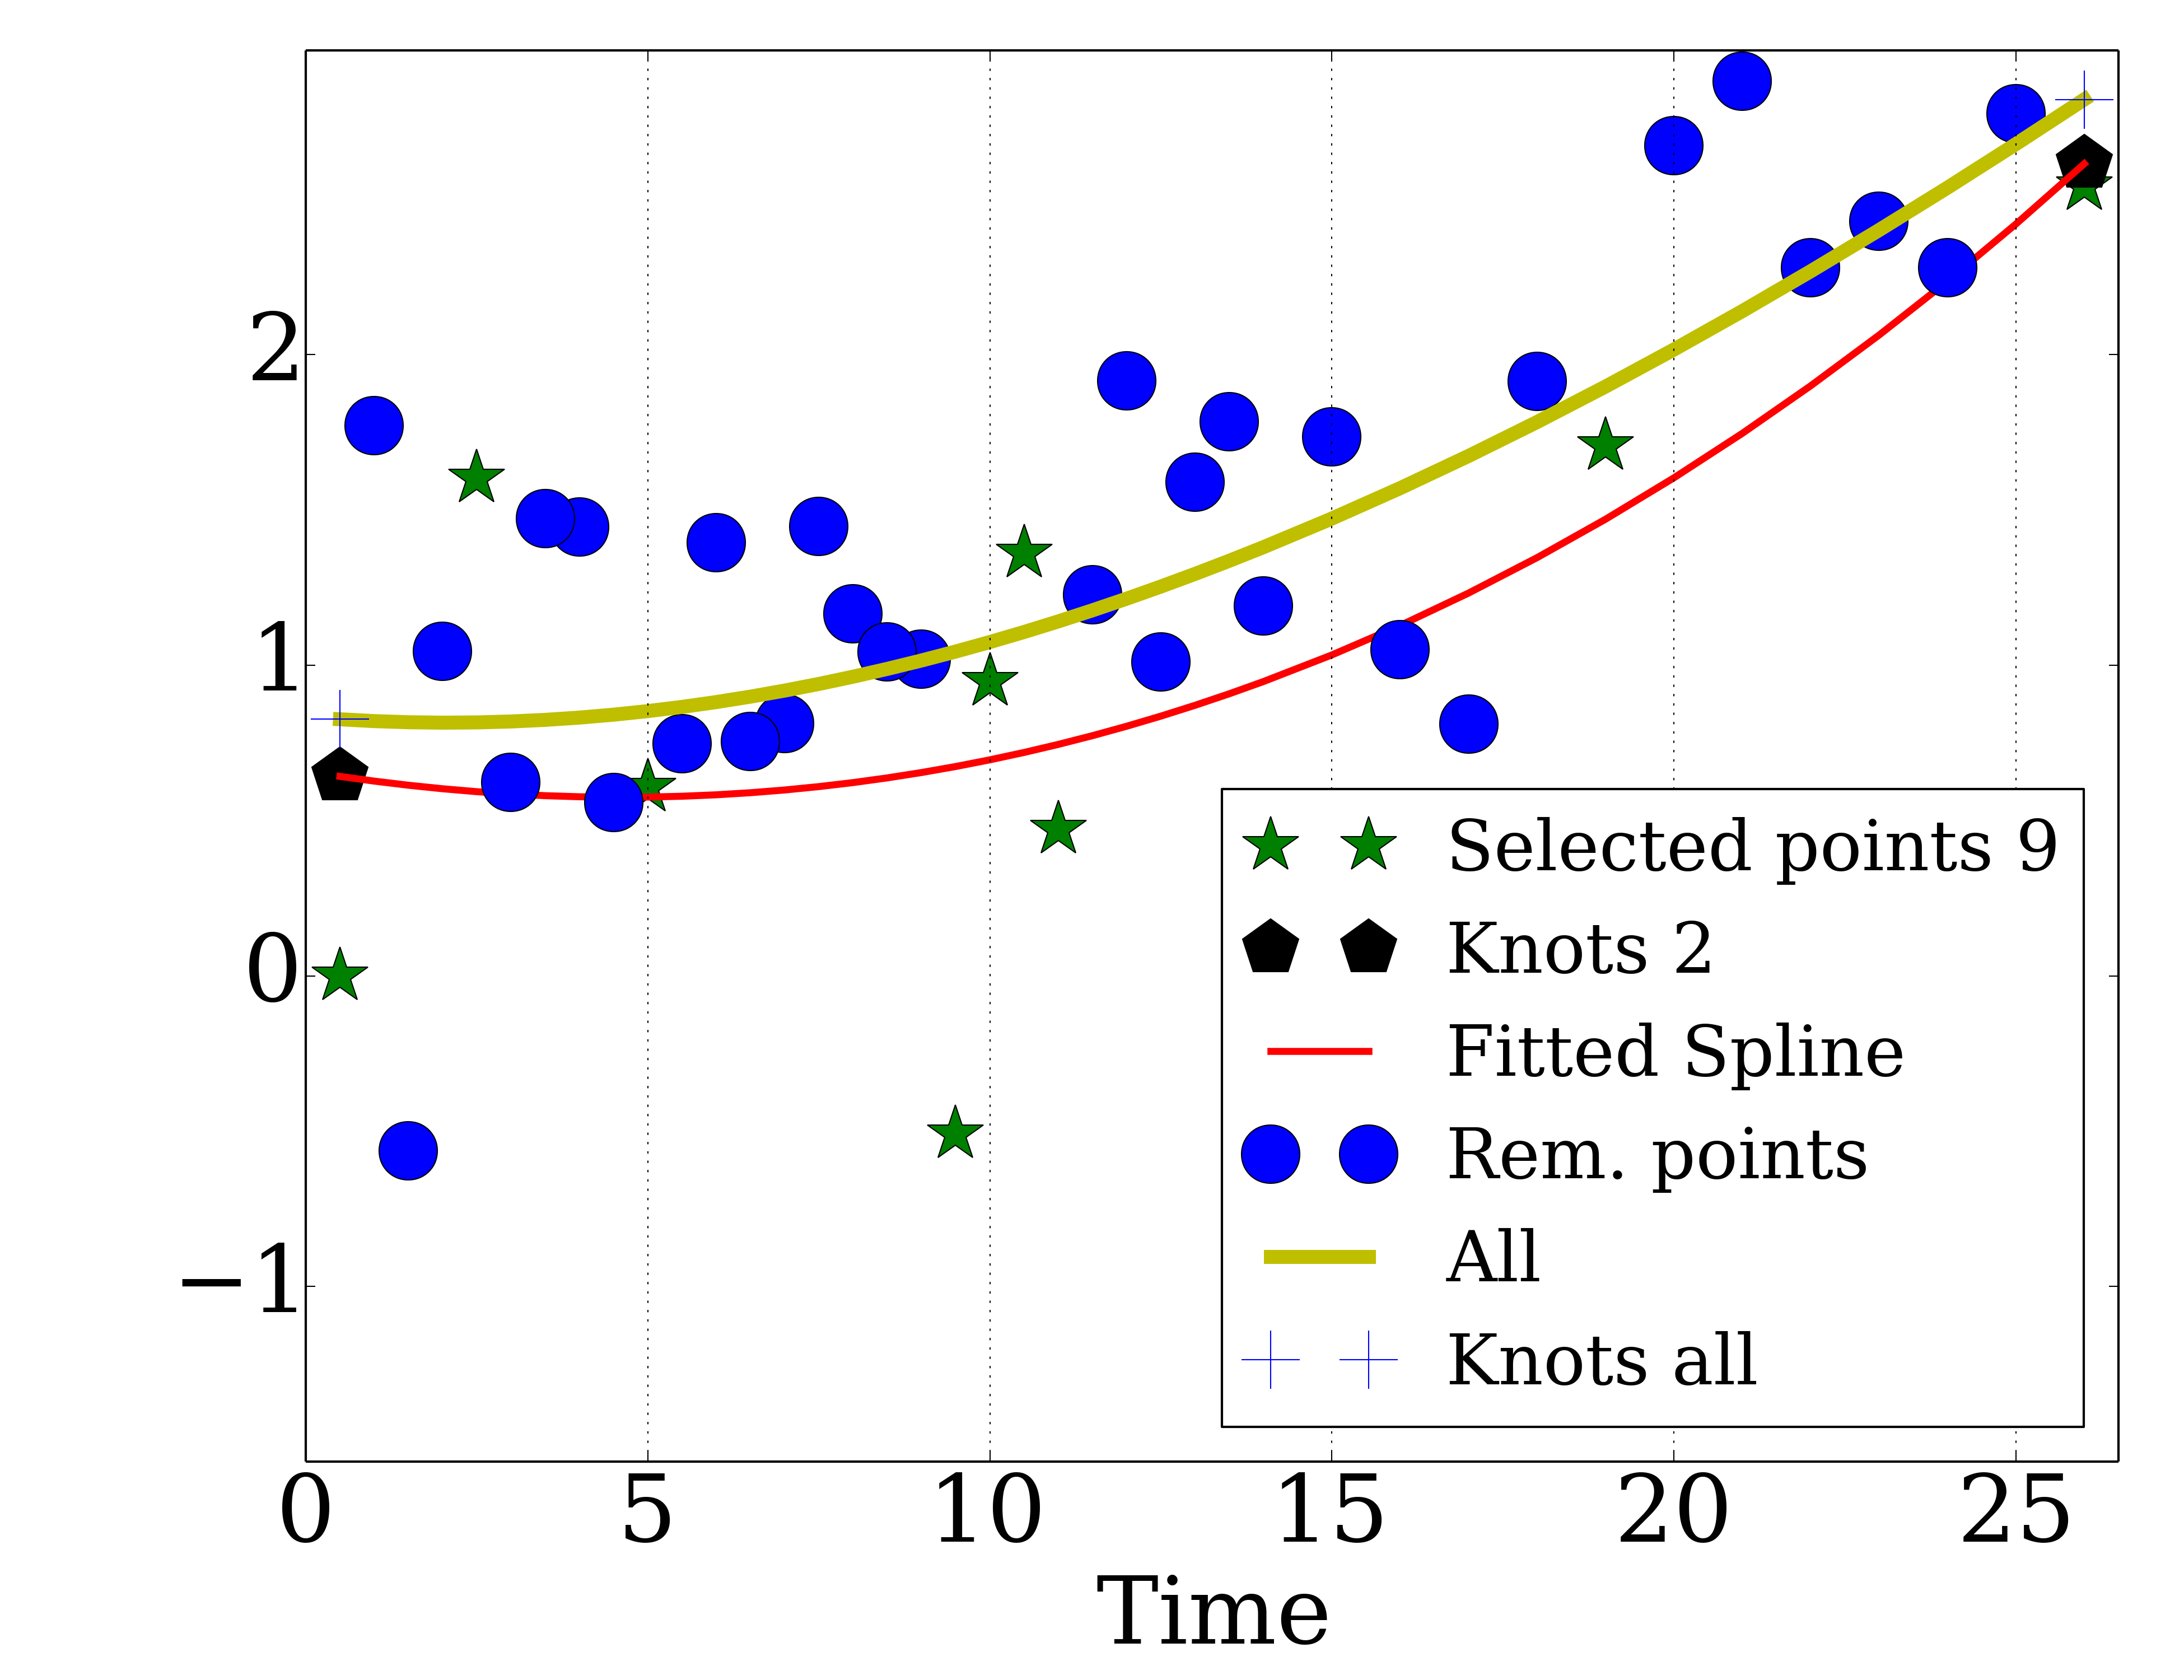 2
1
0
−1
0 5 10 15 20 25
Time
Selected points 9
Knots 2
Fitted Spline
Rem. points
All
Knots all